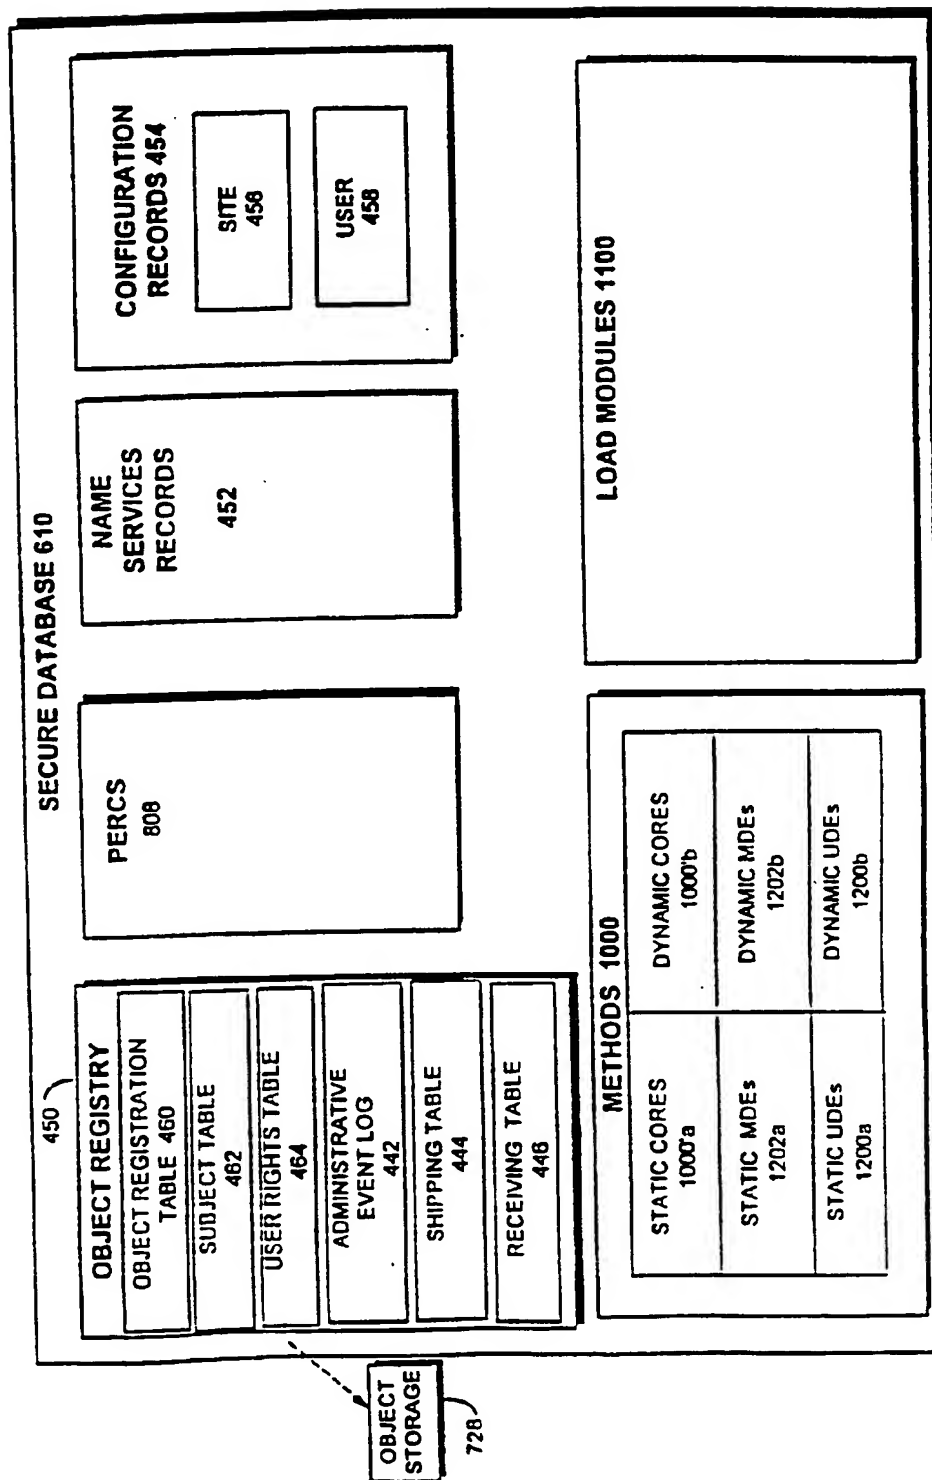 SECURE DATABASE 610
450
OBJECT REGISTRY
OBJECT REGISTRATION
TABLE 460
SUBJECT TABLE
462
USER RIGHTS TABLE
464
ADMINISTRATIVE
EVENT LOG
442
SHIPPING TABLE
444
RECEIVING TABLE
446
OBJECT
STORAGE
728
PERCS
808
NAME
SERVICES
RECORDS
452
CONFIGURATION
RECORDS 454
SITE
456
USER
458
METHODS 1000
STATIC CORES
1000'a
DYNAMIC CORES
1000'b
STATIC MDEs
1202a
DYNAMIC MDEs
1202b
STATIC UDEs
1200a
DYNAMIC UDEs
1200b
LOAD MODULES 1100